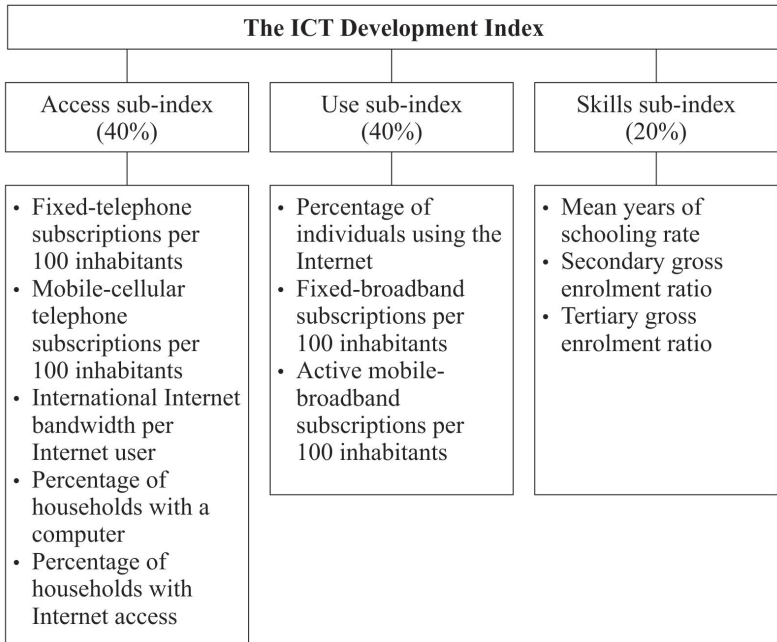 The ICT Development Index
Access sub-index
(40%)
• Fixed-telephone
subscriptions per
100 inhabitants
• Mobile-cellular
telephone
subscriptions per
100 inhabitants
• International Internet
bandwidth per
Internet user
• Percentage of
households with a
computer
• Percentage of
households with
Internet access
Use sub-index
(40%)
• Percentage of
individuals using the
Internet
• Fixed-broadband
subscriptions per
100 inhabitants
• Active mobile-
broadband
subscriptions per
100 inhabitants
Skills sub-index
(20%)
• Mean years of
schooling rate
• Secondary gross
enrolment ratio
• Tertiary gross
enrolment ratio